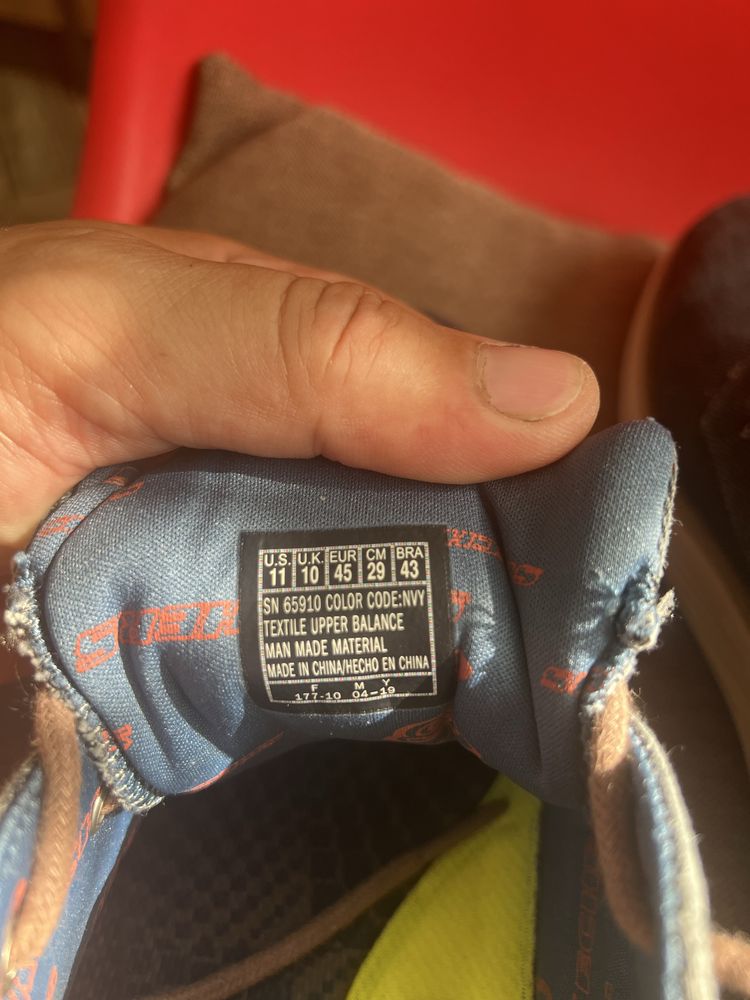 U.S. U.K. EUR CM BRA
11 10 45 29 43
SN 65910 COLOR CODE:NVY
TEXTILE UPPER BALANCE
MAN MADE MATERIAL
MADE IN CHINA/HECHO EN CHINA
F M Y
177-10 04-19